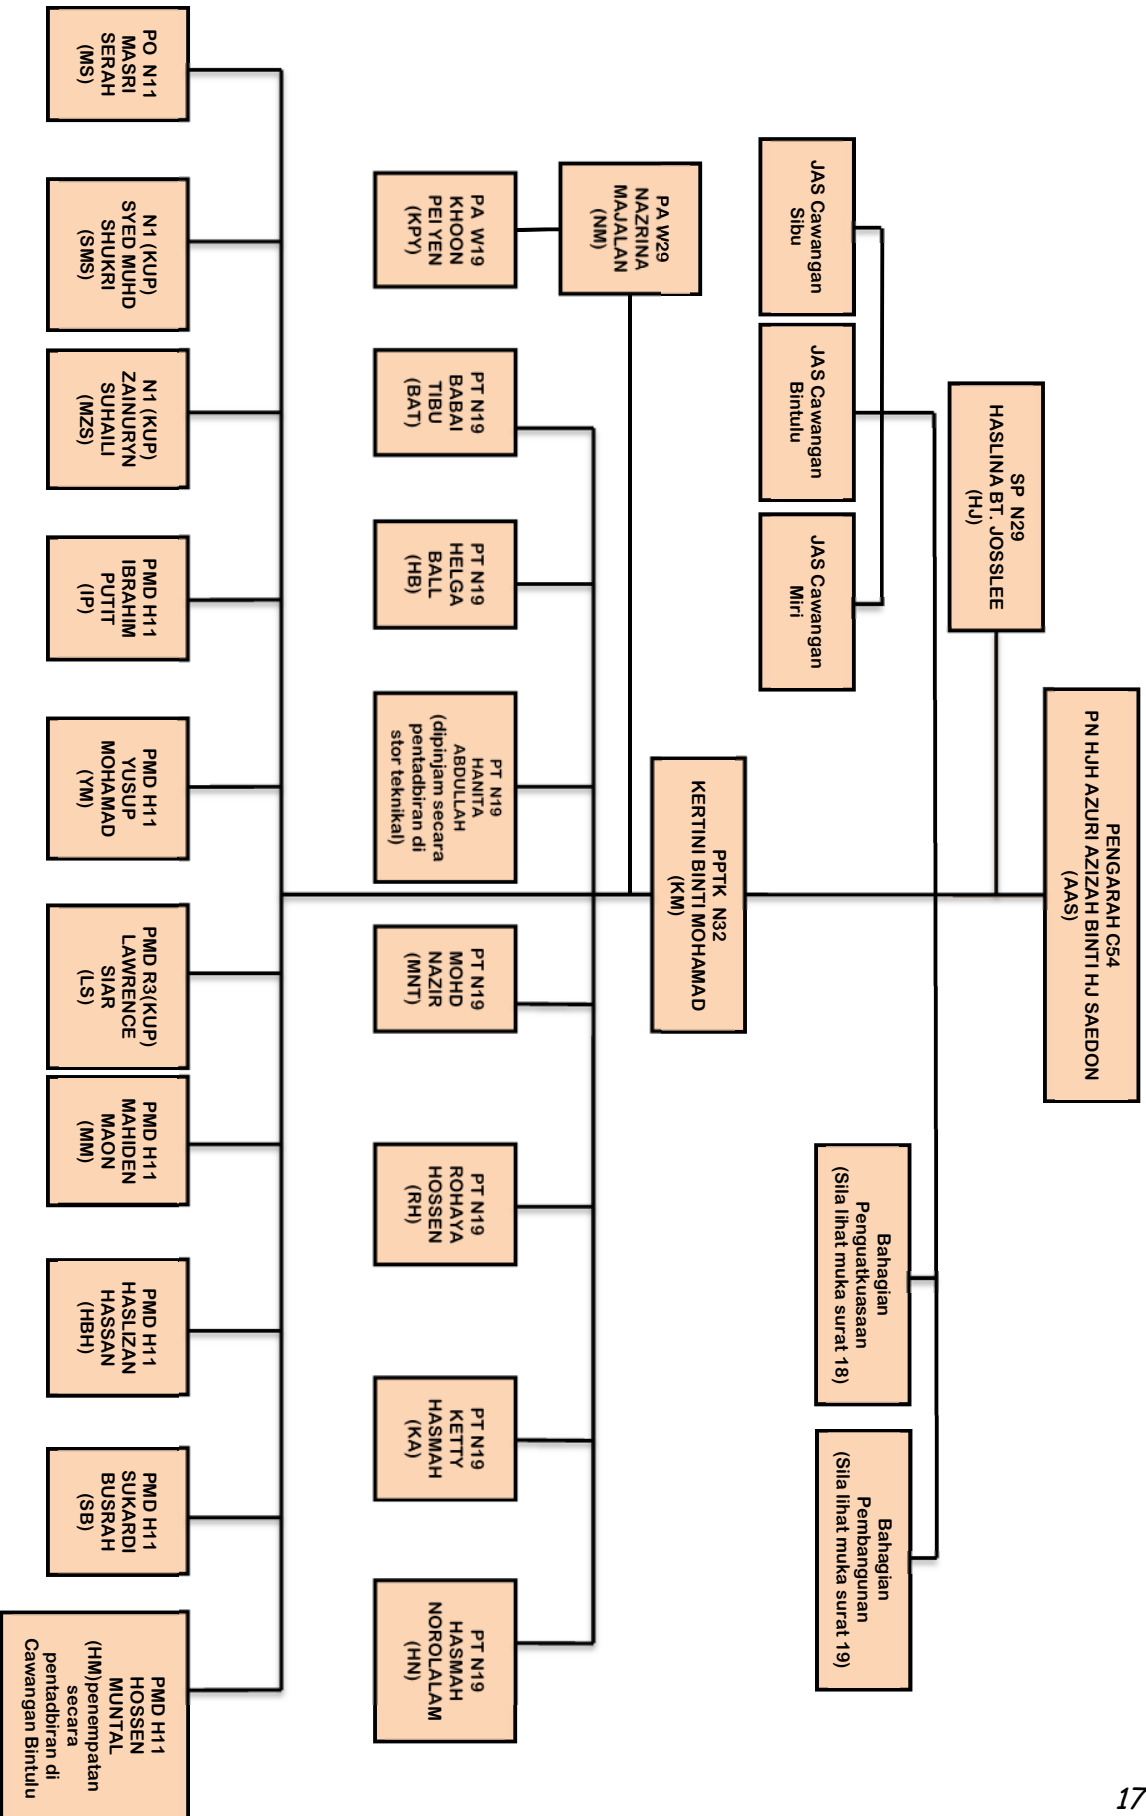 17
PENGARAH C54
PN HJH AZURI AZIZAH BINTI HJ SAEDON
(AAS)
SP N29
HASLINA BT. JOSSLEE
(HJ)
JAS Cawangan
Sibu
JAS Cawangan
Bintulu
JAS Cawangan
Miri
Bahagian
Penguatkuasaan
(Sila lihat muka surat 18)
Bahagian
Pembangunan
(Sila lihat muka surat 19)
PPTK N32
KERTINI BINTI MOHAMAD
(KM)
PA W29
NAZRINA
MAJALAN
(NM)
PA W19
KHOON
PEI YEN
(KPY)
PT N19
BABAI
TIBU
(BAT)
PT N19
HELGA
BALL
(HB)
PT N19
HANITA
ABDULLAH
(dipinjam secara
pentadbiran di
stor teknikal)
PT N19
MOHD
NAZIR
(MNT)
PT N19
ROHAYA
HOSSEN
(RH)
PT N19
KETTY
HASMAH
(KA)
PT N19
HASMAH
NOROLALAM
(HN)
PO N11
MASRI
SERAH
(MS)
N1 (KUP)
SYED MUHD
SHUKRI
(SMS)
N1 (KUP)
ZAINURYN
SUHAILI
(MZS)
PMD H11
IBRAHIM
PUTIT
(IP)
PMD H11
YUSUP
MOHAMAD
(YM)
PMD R3(KUP)
LAWRENCE
SIAR
(LS)
PMD H11
MAHIDEN
MAON
(MM)
PMD H11
HASLIZAN
HASSAN
(HBH)
PMD H11
SUKARDI
BUSRAH
(SB)
PMD H11
HOSSEN
MUNTAL
(HM)penempatan
secara
pentadbiran di
Cawangan Bintulu